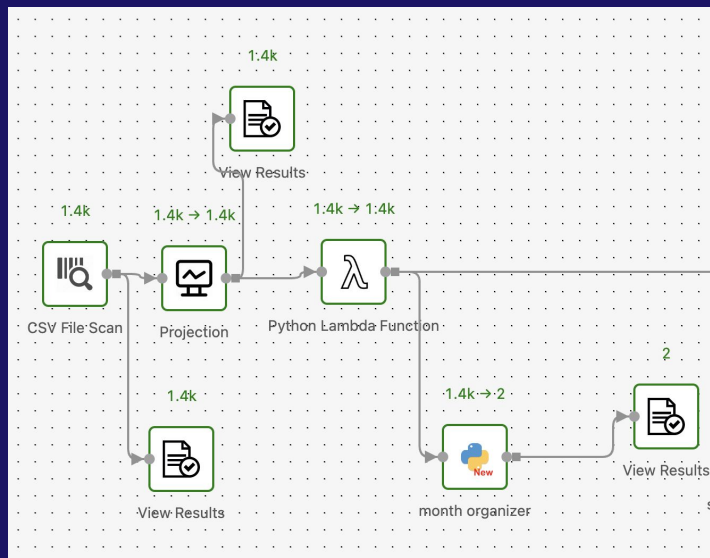 1.4k
View Results
1.4k
1.4k → 1.4k
1.4k → 1.4k
CSV File Scan
Projection
Python Lambda Function
2
1.4k
1.4k → 2
New
View Results
View Results
month organizer